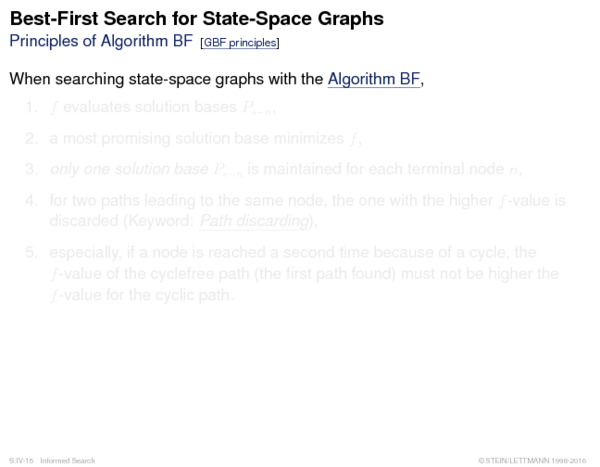 Best-First Search for State-Space Graphs
Principles of Algorithm BF [GBF principles]
When searching state-space graphs with the Algorithm BF,
1. f evaluates solution bases P_{s−n},
2. a most promising solution base minimizes f,
3. only one solution base P_{s−n} is maintained for each terminal node n,
4. for two paths leading to the same node, the one with the higher f-value is
discarded (Keyword: Path discarding),
5. especially, if a node is reached a second time because of a cycle, the
f-value of the cyclefree path (the first path found) must not be higher the
f-value for the cyclic path.
S:IV-15 Informed Search
© STEIN/LETTMANN 1998-2016